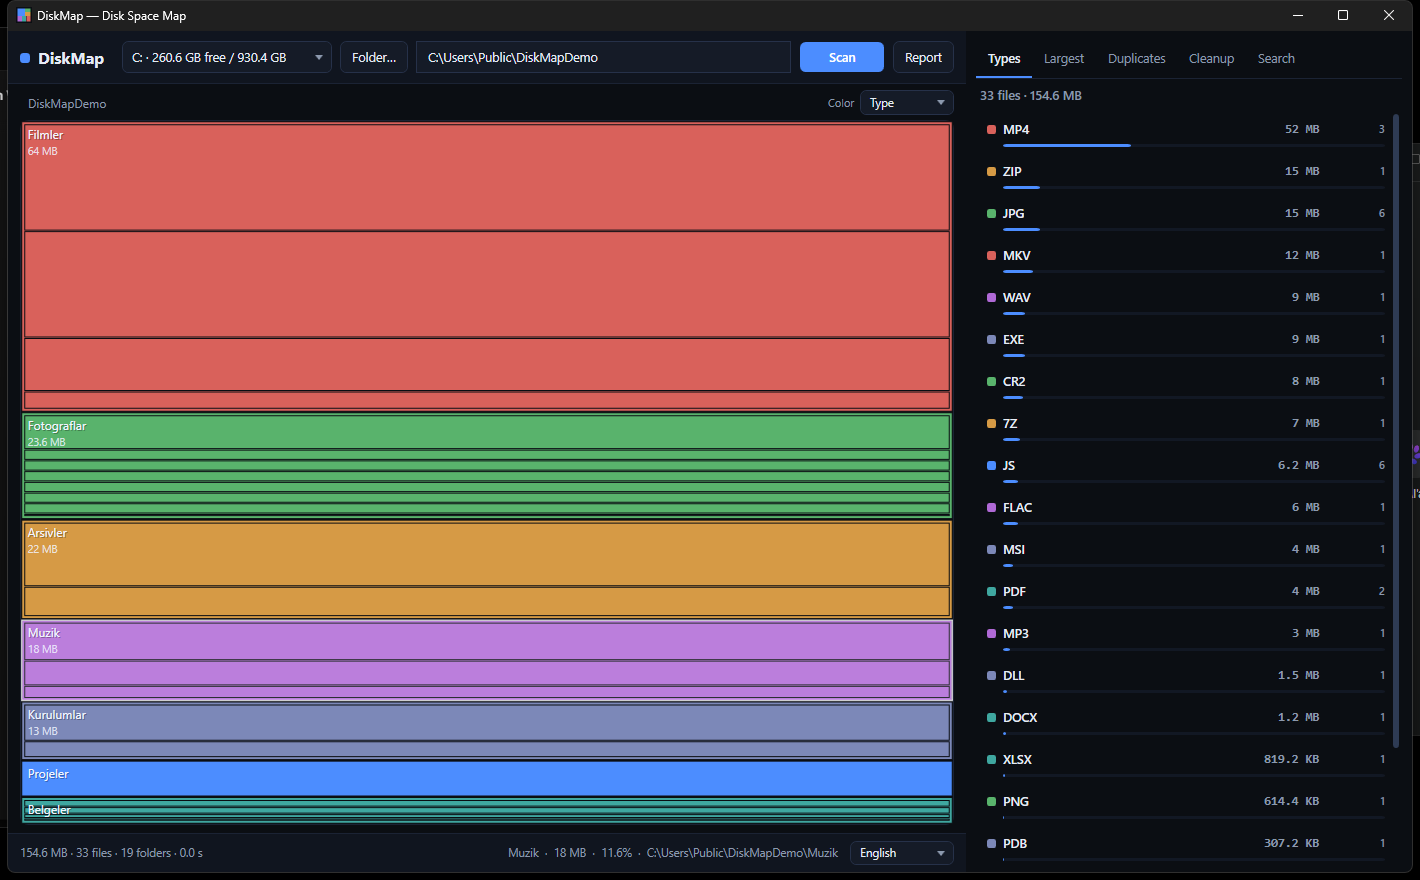 DiskMap — Disk Space Map
DiskMap
C: · 260.6 GB free / 930.4 GB
Folder...
C:\Users\Public\DiskMapDemo
Scan
Report
DiskMapDemo
Color
Type
Filmler
64 MB
Fotograflar
23.6 MB
Arsivler
22 MB
Muzik
18 MB
Kurulumlar
13 MB
Projeler
Belgeler
154.6 MB · 33 files · 19 folders · 0.0 s
Muzik · 18 MB · 11.6% · C:\Users\Public\DiskMapDemo\Muzik
English
Types Largest Duplicates Cleanup Search
33 files · 154.6 MB
MP4 52 MB 3
ZIP 15 MB 1
JPG 15 MB 6
MKV 12 MB 1
WAV 9 MB 1
EXE 9 MB 1
CR2 8 MB 1
7Z 7 MB 1
JS 6.2 MB 6
FLAC 6 MB 1
MSI 4 MB 1
PDF 4 MB 2
MP3 3 MB 1
DLL 1.5 MB 1
DOCX 1.2 MB 1
XLSX 819.2 KB 1
PNG 614.4 KB 1
PDB 307.2 KB 1